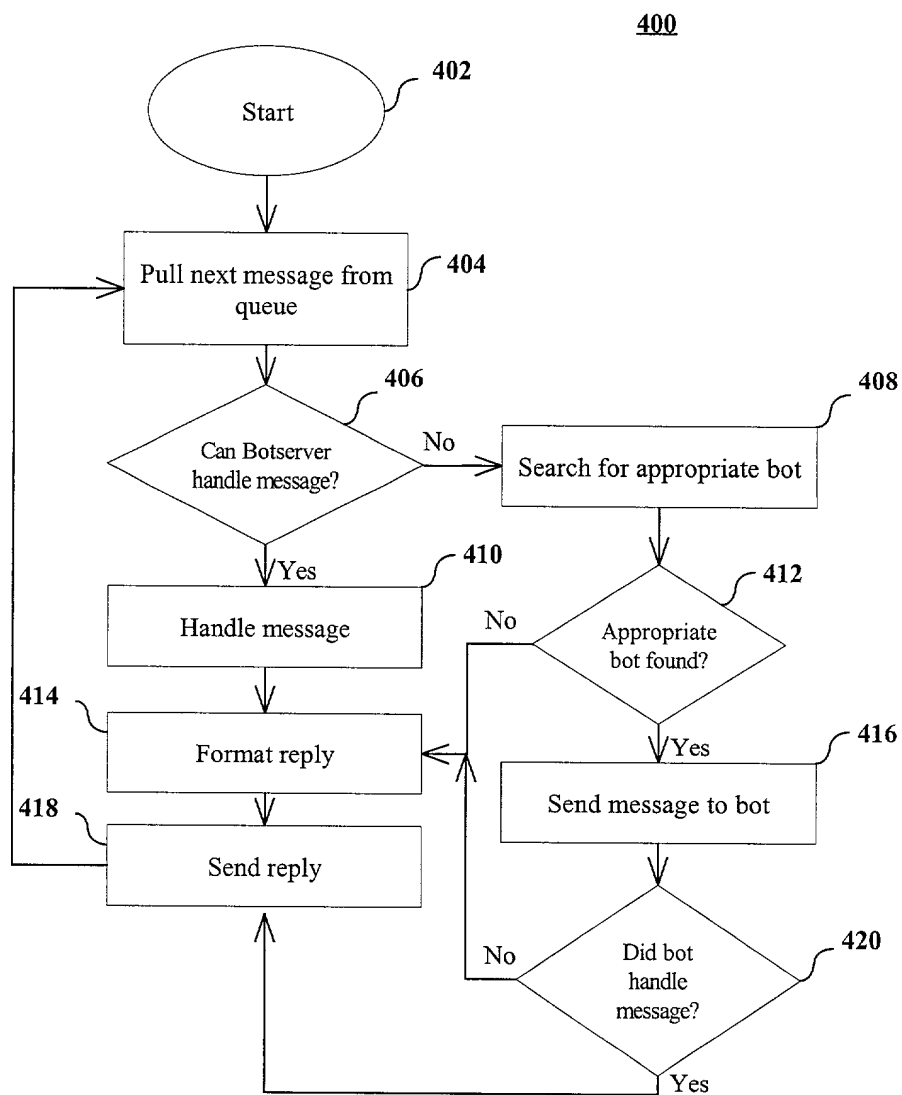 400
402
Start
Pull next message from
queue
404
406
408
Can Botserver
handle message?
No
Search for appropriate bot
Yes
410
412
Handle message
No
Appropriate
bot found?
414
Format reply
Yes
416
418
Send message to bot
Send reply
No
Did bot
handle
message?
420
Yes